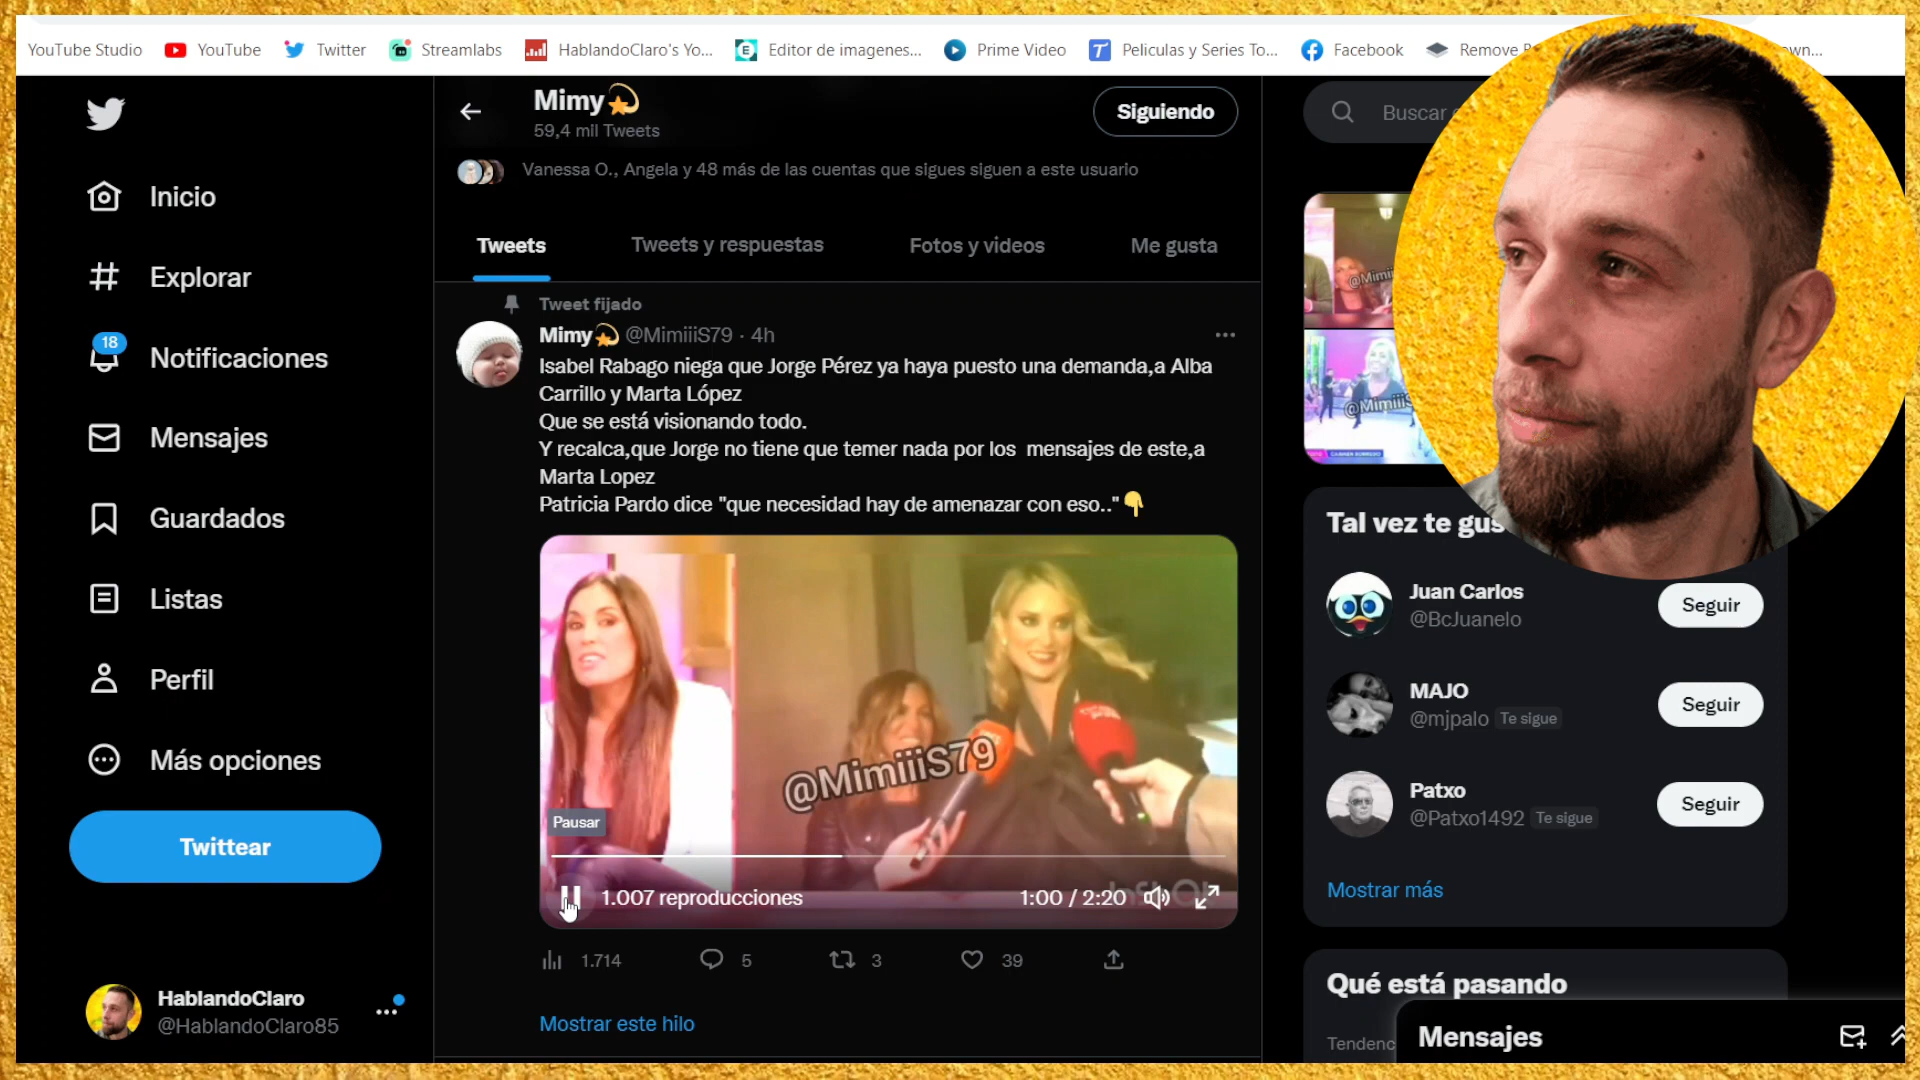 YouTube Studio
YouTube
Twitter
Streamlabs
HablandoClaro's Yo...
Editor de imagenes...
Prime Video
Peliculas y Series To...
Facebook
Remove
own...
Mimy
59,4 mil Tweets
Siguiendo
Buscar
Vanessa O., Angela y 48 más de las cuentas que sigues siguen a este usuario
Inicio
Explorar
18
Notificaciones
Mensajes
Guardados
Listas
Perfil
Más opciones
Twittear
HablandoClaro
@HablandoClaro85
Tweets
Tweets y respuestas
Fotos y videos
Me gusta
Tweet fijado
Mimy @MimiiiS79 · 4h
Isabel Rabago niega que Jorge Pérez ya haya puesto una demanda,a Alba
Carrillo y Marta López
Que se está visionando todo.
Y recalca,que Jorge no tiene que temer nada por los mensajes de este,a
Marta Lopez
Patricia Pardo dice "que necesidad hay de amenazar con eso.."
@MimiiiS79
Pausar
1.007 reproducciones
1:00 / 2:20
1.714
5
3
39
Mostrar este hilo
@Mimii
@MimiiiS
Tal vez te gus
Juan Carlos
@BcJuanelo
Seguir
MAJO
@mjpalo Te sigue
Seguir
Patxo
@Patxo1492 Te sigue
Seguir
Mostrar más
Qué está pasando
Tendenc
Mensajes